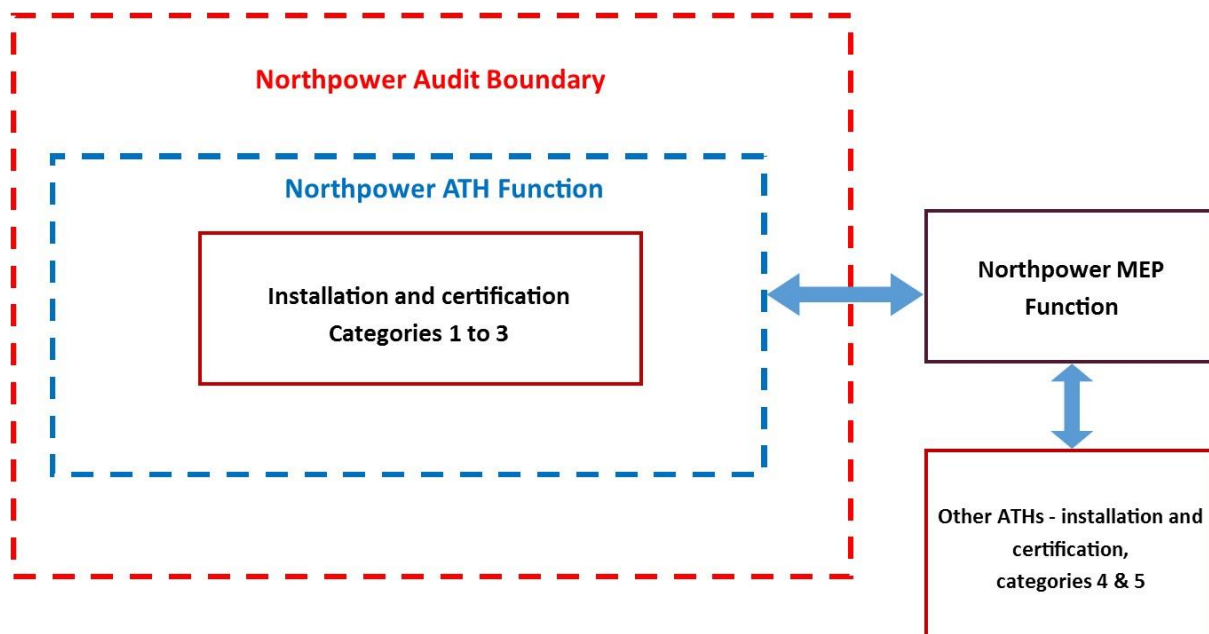 Northpower Audit Boundary
Northpower ATH Function
Installation and certification
Categories 1 to 3
Northpower MEP
Function
Other ATHs - installation and
certification,
categories 4 & 5